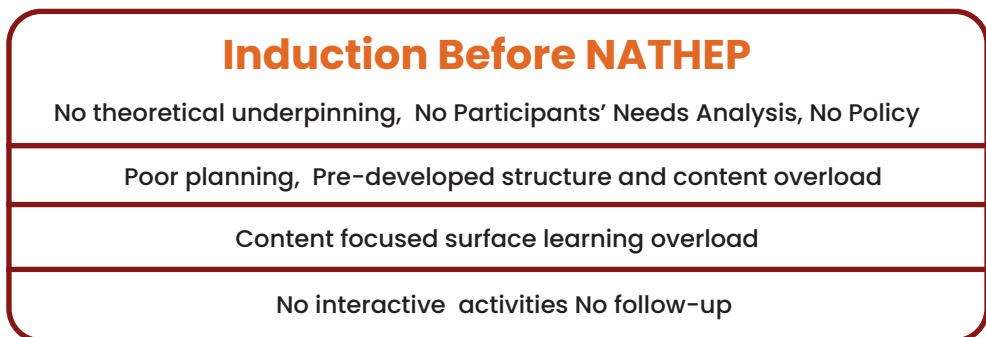 Induction Before NATHEP
No theoretical underpinning, No Participants’ Needs Analysis, No Policy
Poor planning, Pre-developed structure and content overload
Content focused surface learning overload
No interactive activities No follow-up